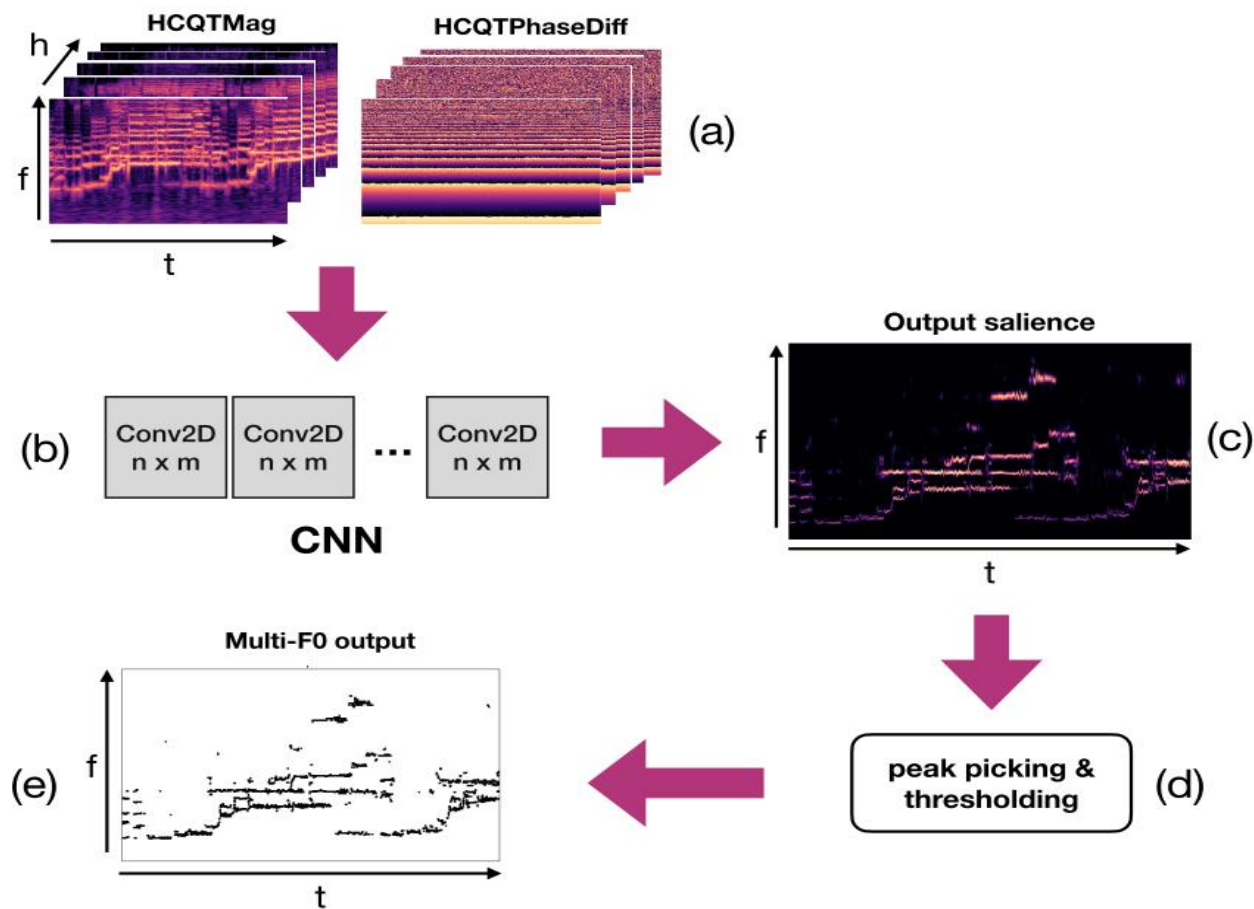 HCQTMag
HCQTPhaseDiff
h
f
(a)
t
Output salience
(b)
Conv2D
n x m
Conv2D
n x m
...
Conv2D
n x m
CNN
f
(c)
t
Multi-F0 output
(e)
f
t
peak picking &
thresholding
(d)